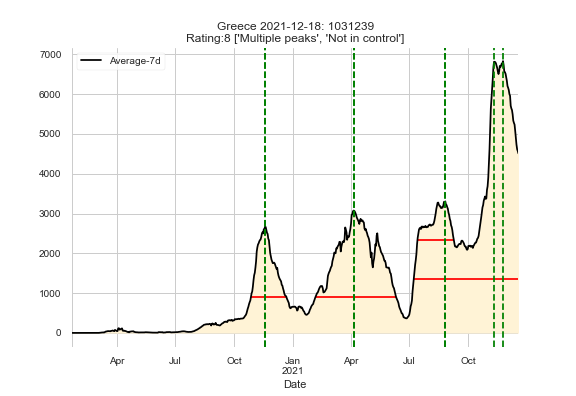 Greece 2021-12-18: 1031239
Rating:8 ['Multiple peaks', 'Not in control']
Average-7d
7000
6000
5000
4000
3000
2000
1000
0
Apr Jul Oct Jan Apr Jul Oct
2021
Date